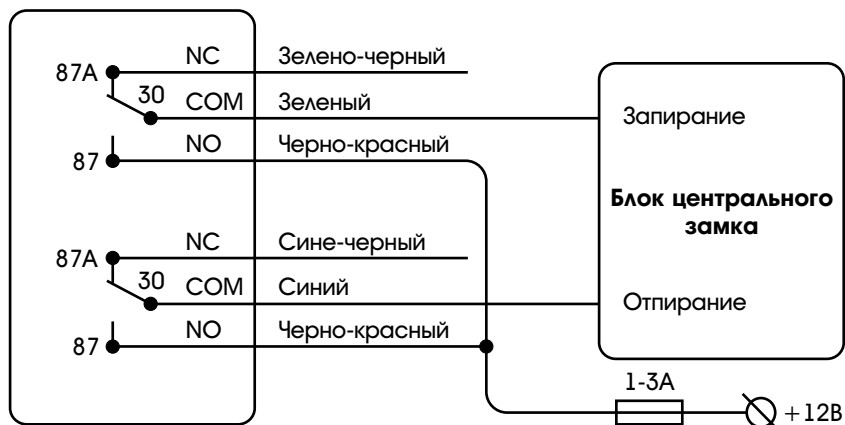 NC Зелено-черный
87A
30 COM Зеленый
Запирание
NO Черно-красный
87
Блок центрального
замка
NC Сине-черный
87A
30 COM Синий
Отпирание
NO Черно-красный
87
1-3А
+12В